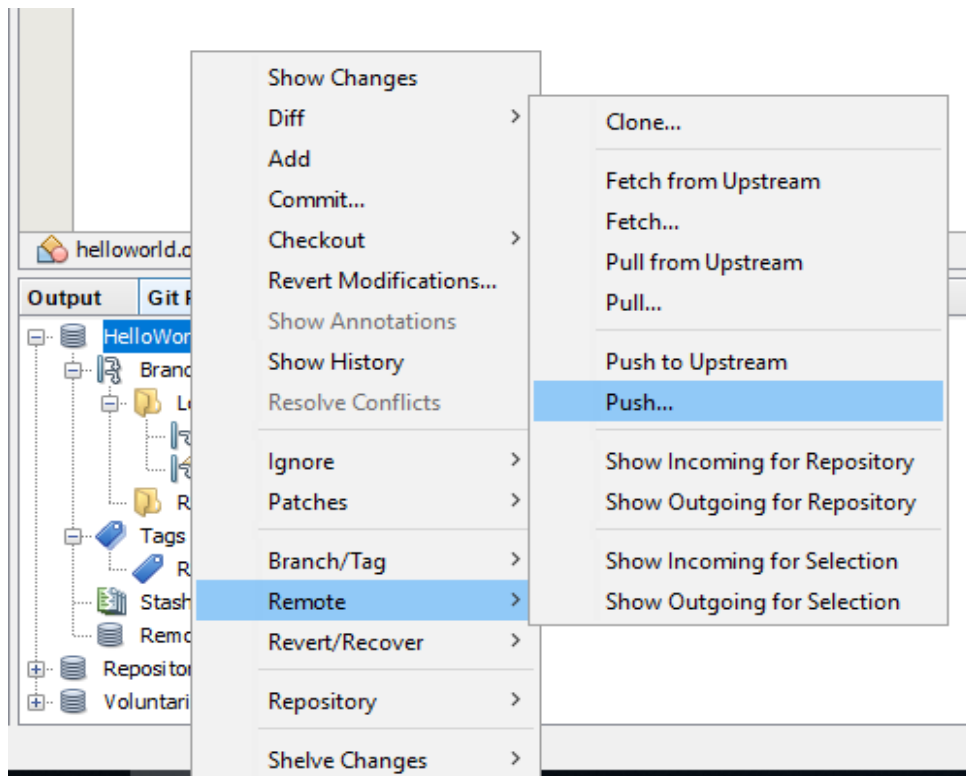 Show Changes
Diff
Add
Commit...
Checkout
Revert Modifications...
Show Annotations
Show History
Resolve Conflicts
Ignore
Patches
Branch/Tag
Remote
Revert/Recover
Repository
Shelve Changes
Clone...
Fetch from Upstream
Fetch...
Pull from Upstream
Pull...
Push to Upstream
Push...
Show Incoming for Repository
Show Outgoing for Repository
Show Incoming for Selection
Show Outgoing for Selection
helloworld.o
Output Git
HelloWor
Branc
L
R
Tags
R
Stash
Remo
Repositor
Voluntari